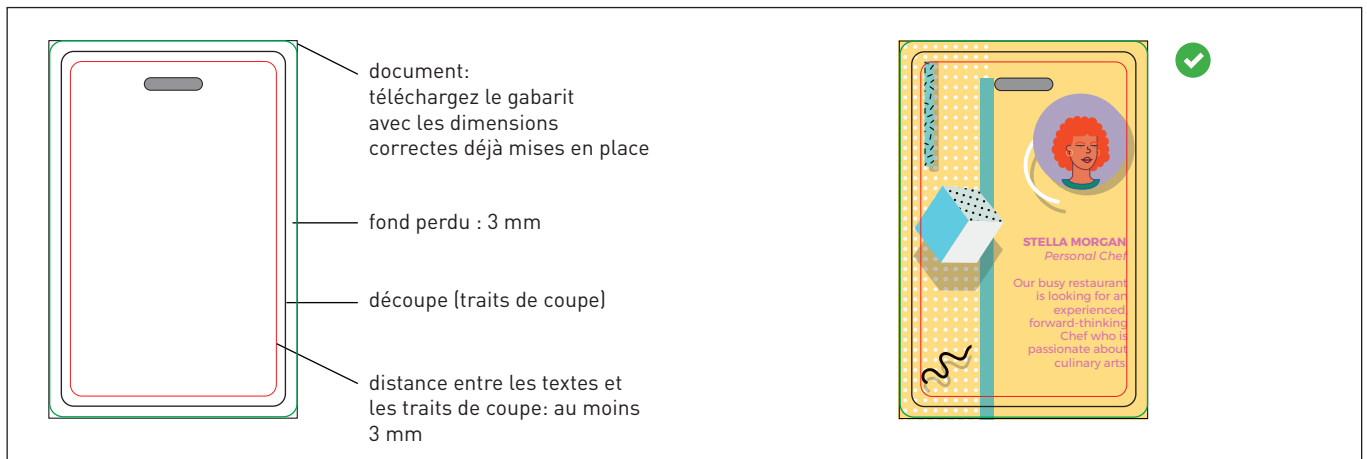 document:
téléchargez le gabarit
avec les dimensions
correctes déjà mises en place
fond perdu : 3 mm
découpe (traits de coupe)
distance entre les textes et
les traits de coupe: au moins
3 mm
STELLA MORGAN
Personal Chef
Our busy restaurant
is looking for an
experienced,
forward-thinking
Chef who is
passionate about
culinary arts.